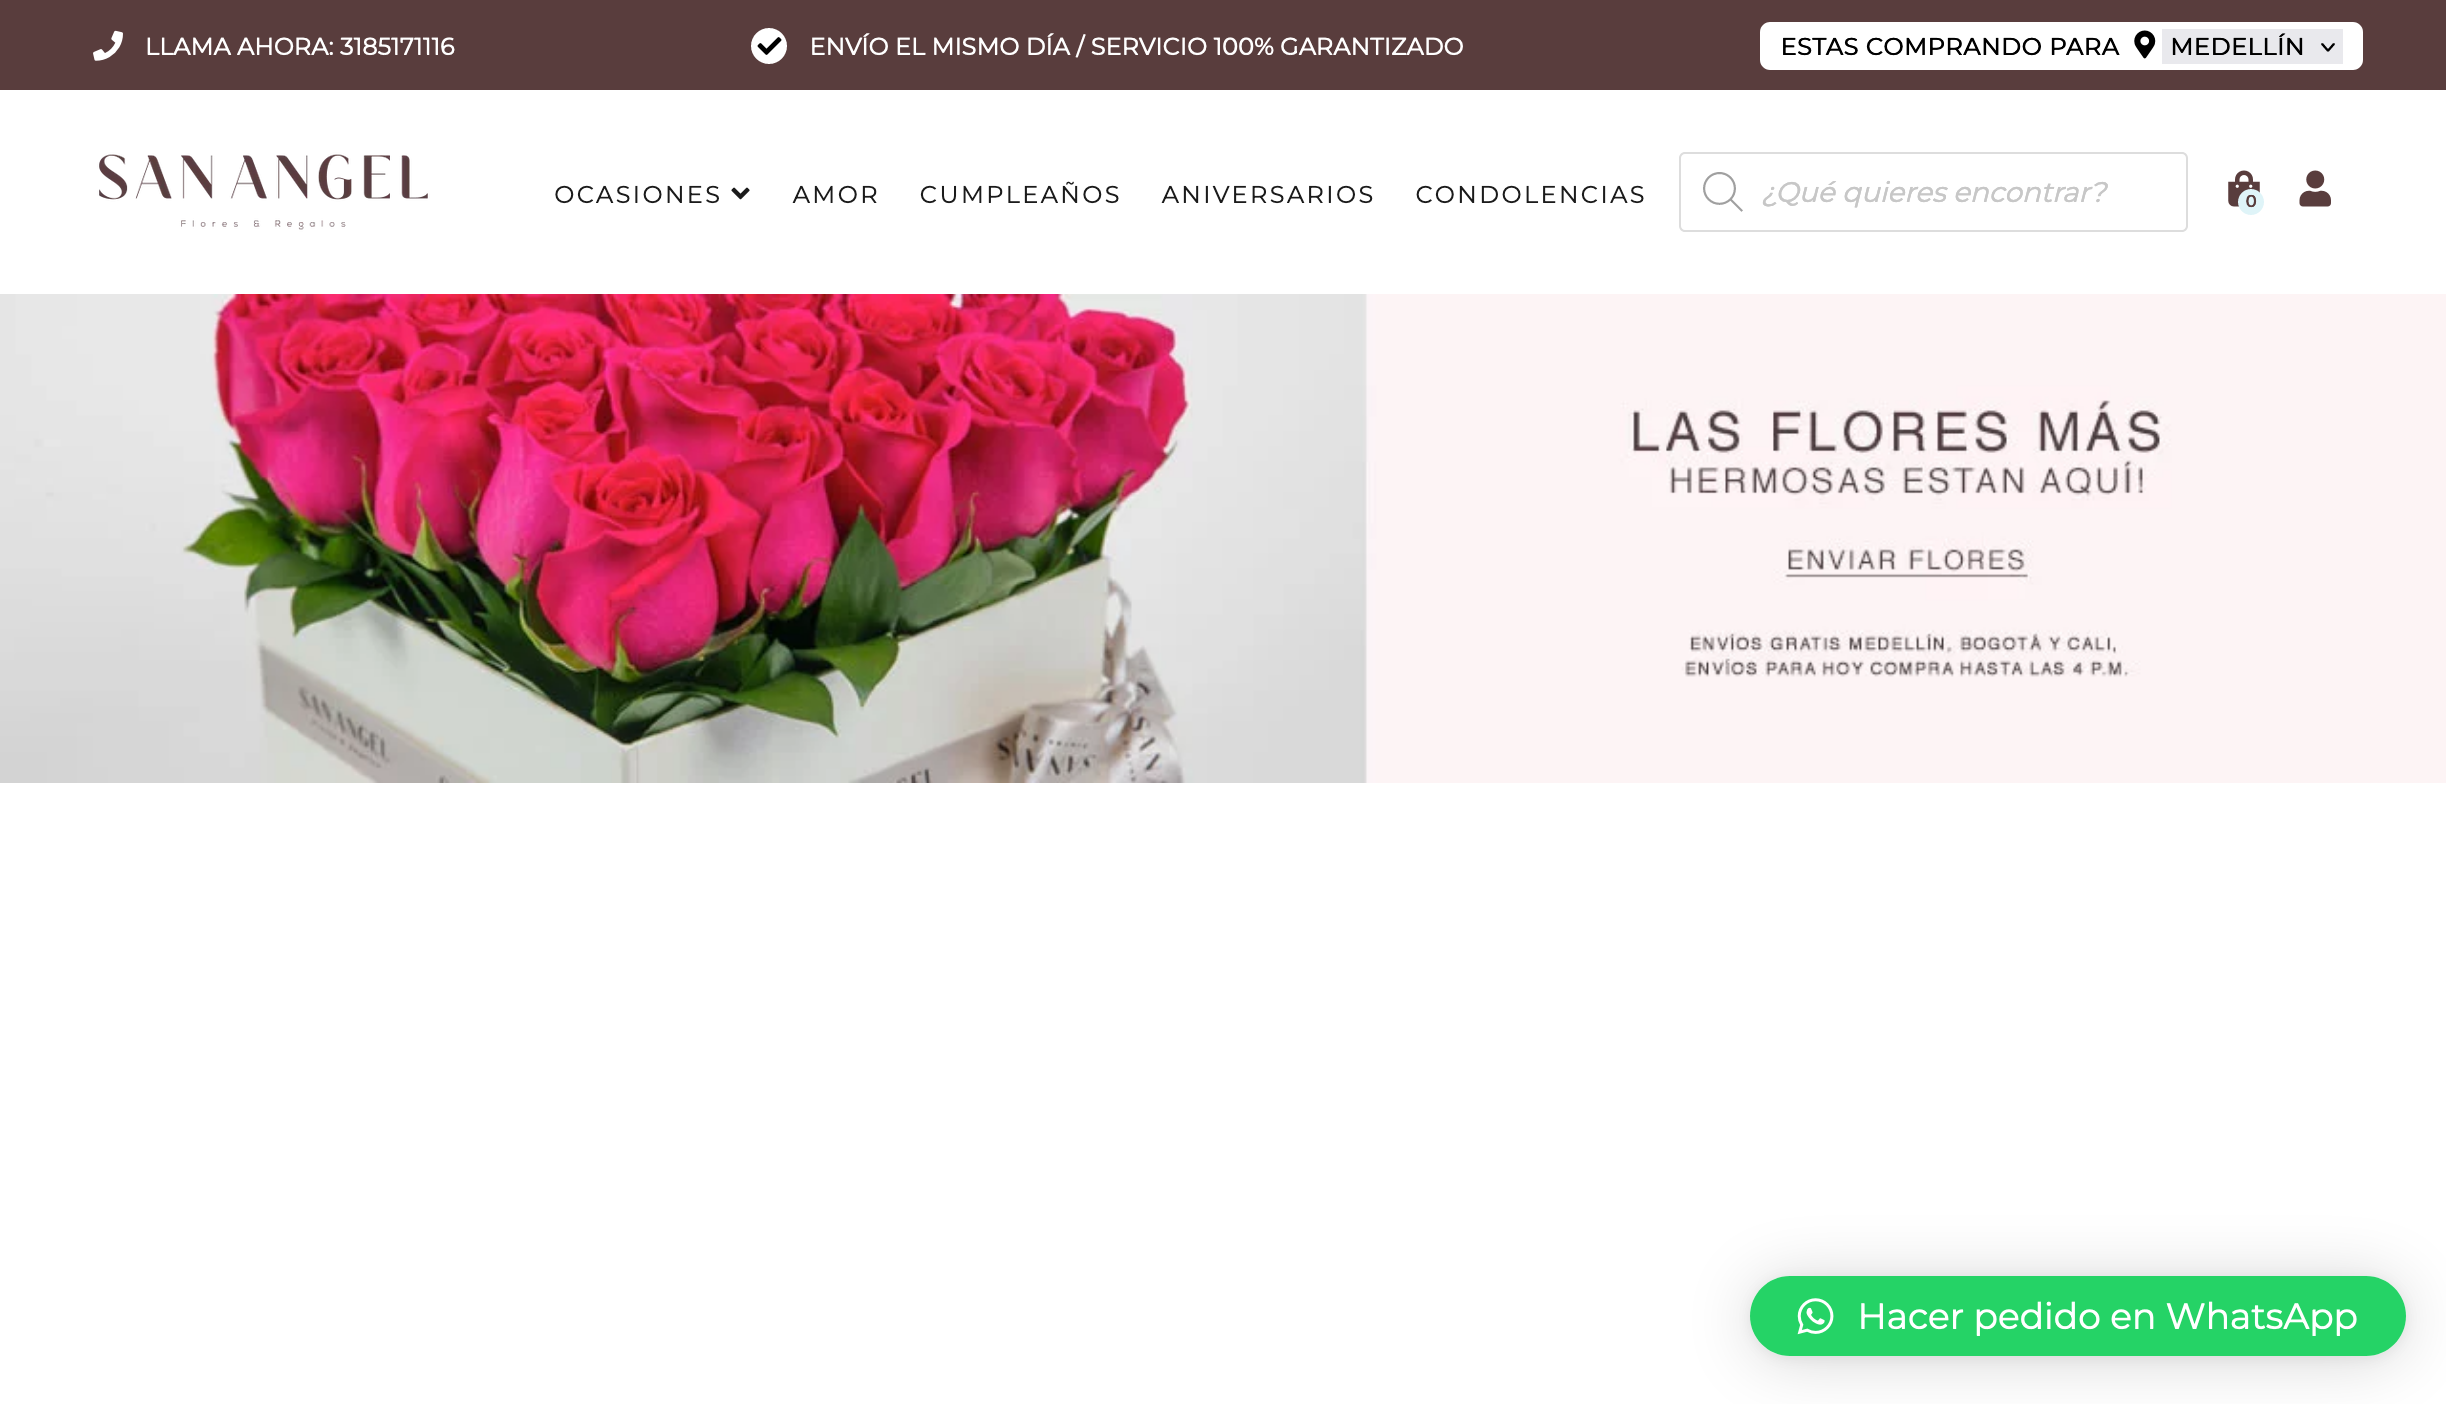 LLAMA AHORA: 3185171116
ENVÍO EL MISMO DÍA / SERVICIO 100% GARANTIZADO
ESTAS COMPRANDO PARA MEDELLÍN
SAN ANGEL
Flores & Regalos
OCASIONES AMOR CUMPLEAÑOS ANIVERSARIOS CONDOLENCIAS
¿Qué quieres encontrar?
0
LAS FLORES MÁS
HERMOSAS ESTAN AQUÍ!
ENVIAR FLORES
ENVÍOS GRATIS MEDELLÍN, BOGOTÁ Y CALI,
ENVÍOS PARA HOY COMPRA HASTA LAS 4 P.M.
SAN ANGEL
Hacer pedido en WhatsApp